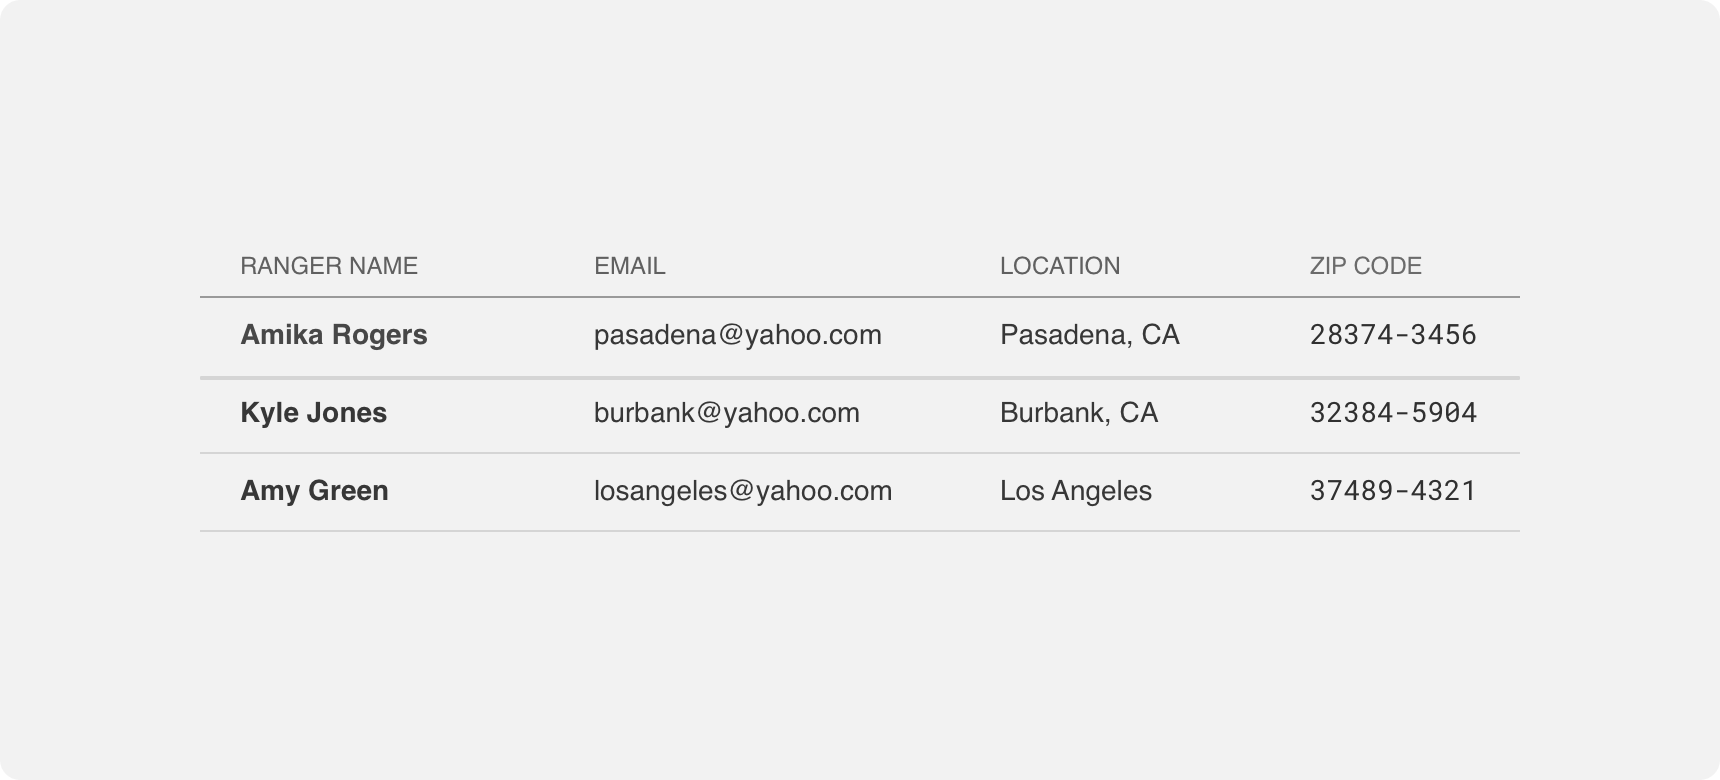 RANGER NAME EMAIL LOCATION ZIP CODE
Amika Rogers pasadena@yahoo.com Pasadena, CA 28374-3456
Kyle Jones burbank@yahoo.com Burbank, CA 32384-5904
Amy Green losangeles@yahoo.com Los Angeles 37489-4321